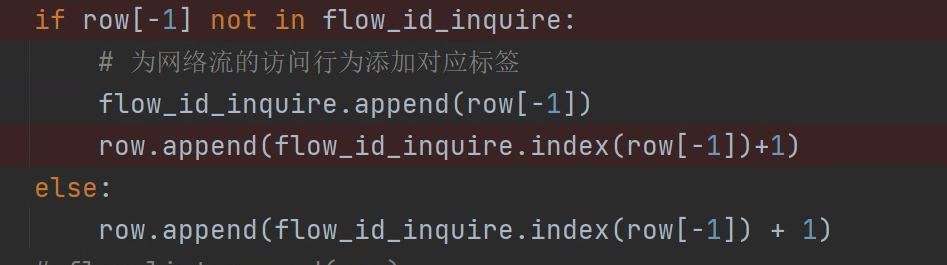 if row[-1] not in flow_id_inquire:
    # 为网络流的访问行为添加对应标签
    flow_id_inquire.append(row[-1])
    row.append(flow_id_inquire.index(row[-1])+1)
else:
    row.append(flow_id_inquire.index(row[-1]) + 1)